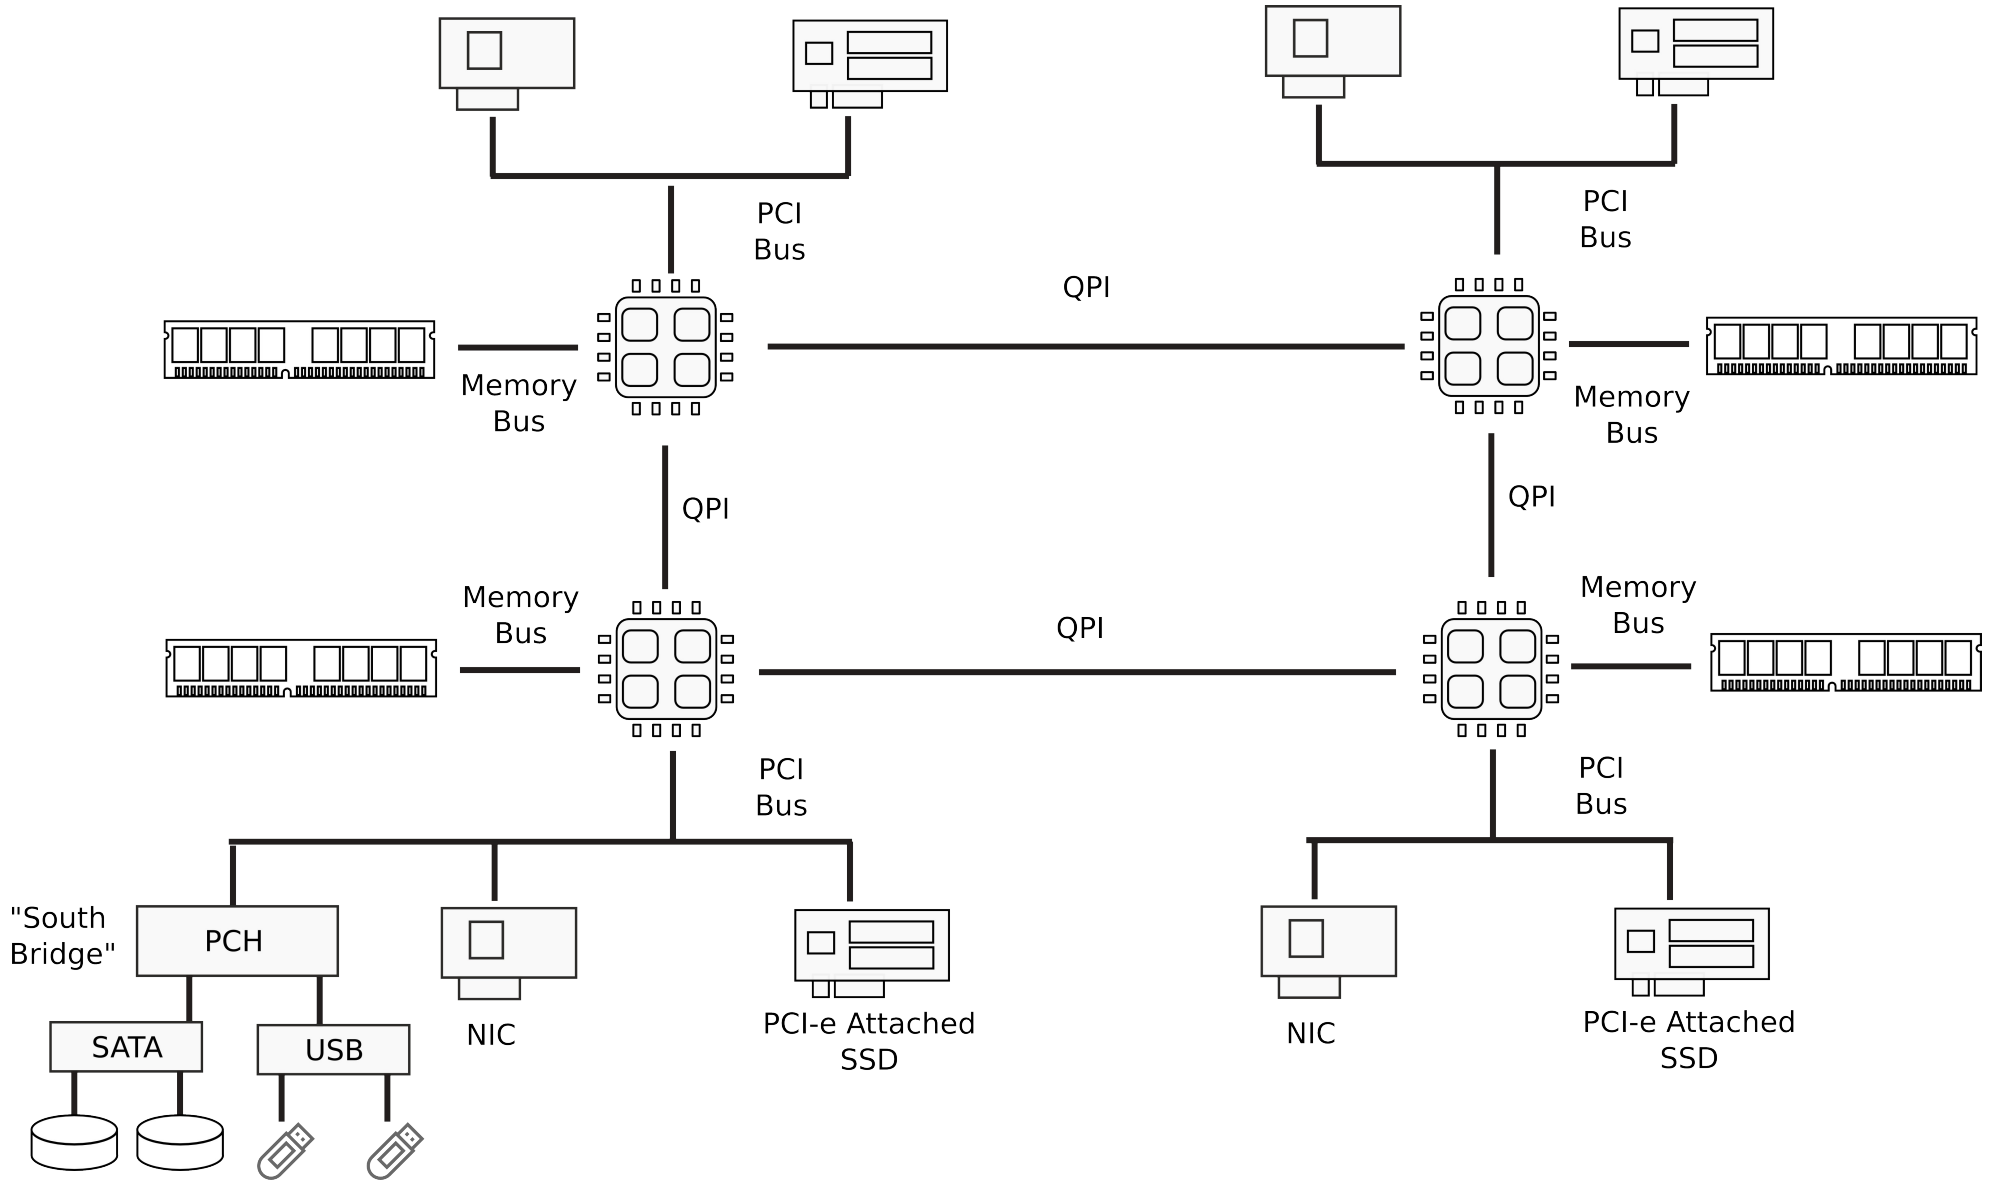 PCI
Bus
PCI
Bus
QPI
Memory
Bus
Memory
Bus
QPI
QPI
Memory
Bus
Memory
Bus
QPI
PCI
Bus
PCI
Bus
"South
Bridge"
PCH
SATA
USB
NIC
PCI-e Attached
SSD
NIC
PCI-e Attached
SSD